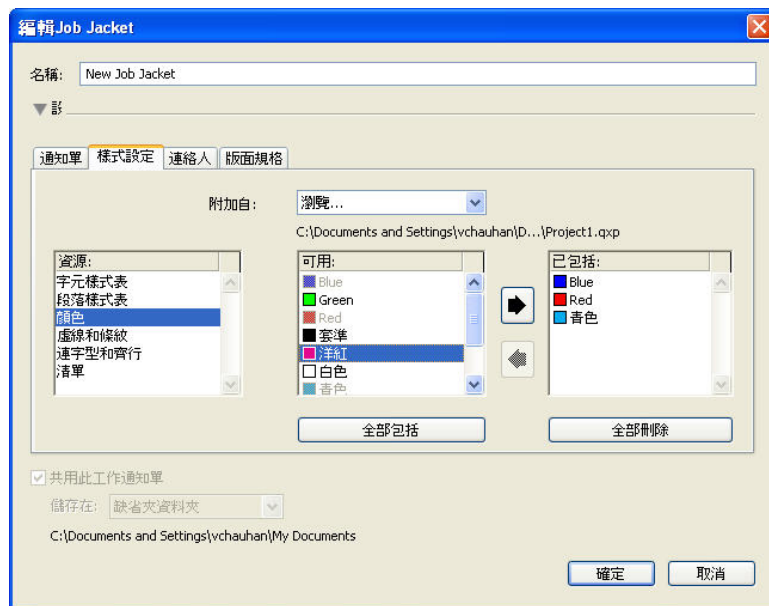 編輯Job Jacket
名稱: New Job Jacket
通知單 樣式設定 連絡人 版面規格
附加自: 瀏覽...
C:\Documents and Settings\vchauhan\D...\Project1.qxp
資源:
字元樣式表
段落樣式表
顏色
虛線和條紋
連字型和齊行
清單
可用:
Blue
Green
Red
套準
洋紅
白色
青色
全部包括
已包括:
Blue
Red
青色
全部刪除
共用此工作通知單
儲存在: 缺省夾資料夾
C:\Documents and Settings\vchauhan\My Documents
確定 取消